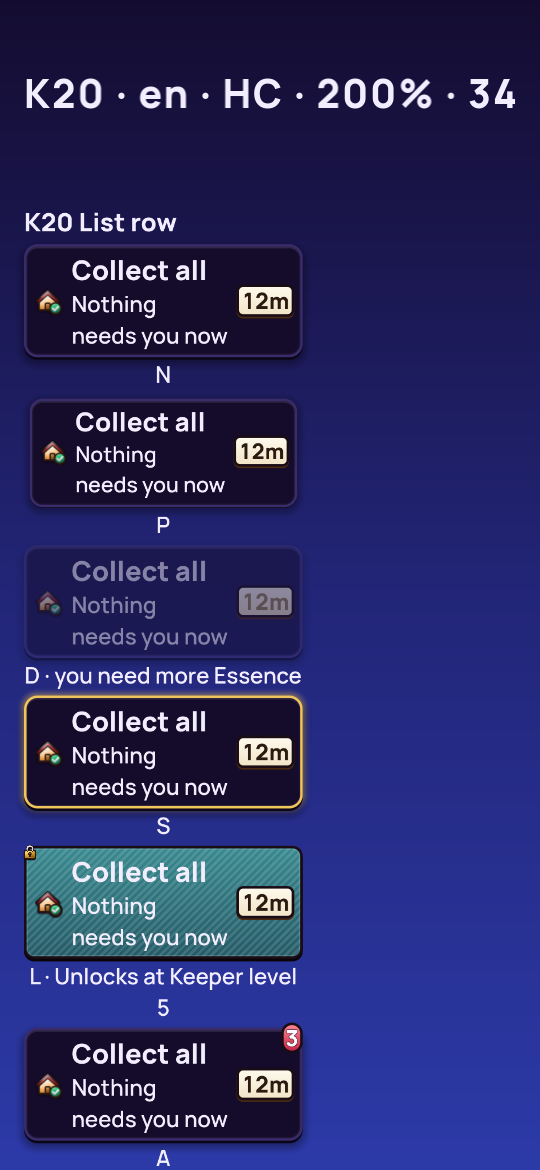 K20 · en · HC · 200% · 34
K20 List row
Collect all
Nothing
needs you now
12m
N
Collect all
Nothing
needs you now
12m
P
Collect all
Nothing
needs you now
12m
D · you need more Essence
Collect all
Nothing
needs you now
12m
S
Collect all
Nothing
needs you now
12m
L · Unlocks at Keeper level
5
3
Collect all
Nothing
needs you now
12m
A